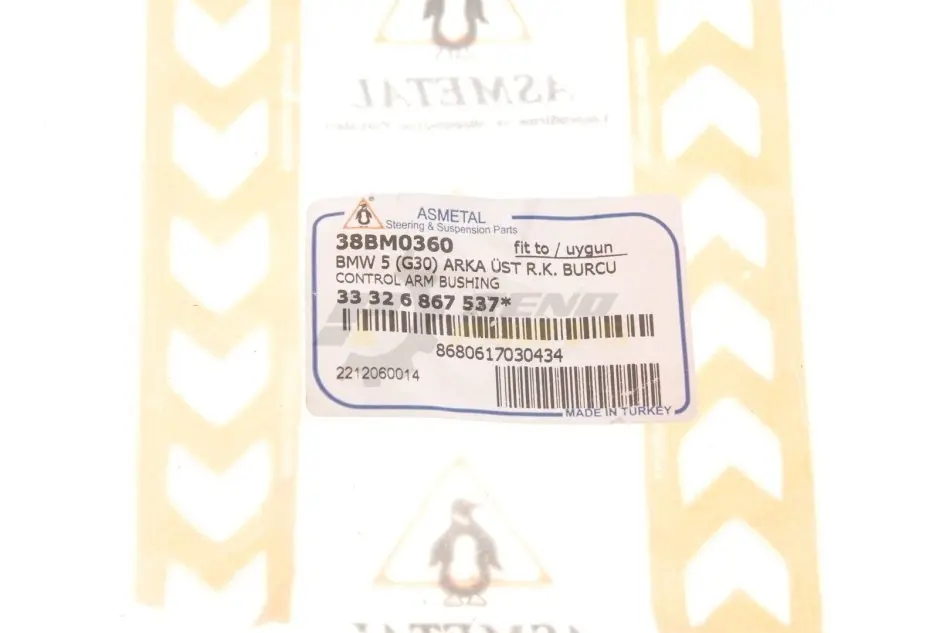 ASMETAL
ASMETAL
Steering & Suspension Parts
38BM0360
fit to / uygun
BMW 5 (G30) ARKA ÜST R.K. BURCU
CONTROL ARM BUSHING
33 32 6 867 537*
8680617030434
2212060014
MADE IN TURKEY
ASMETAL